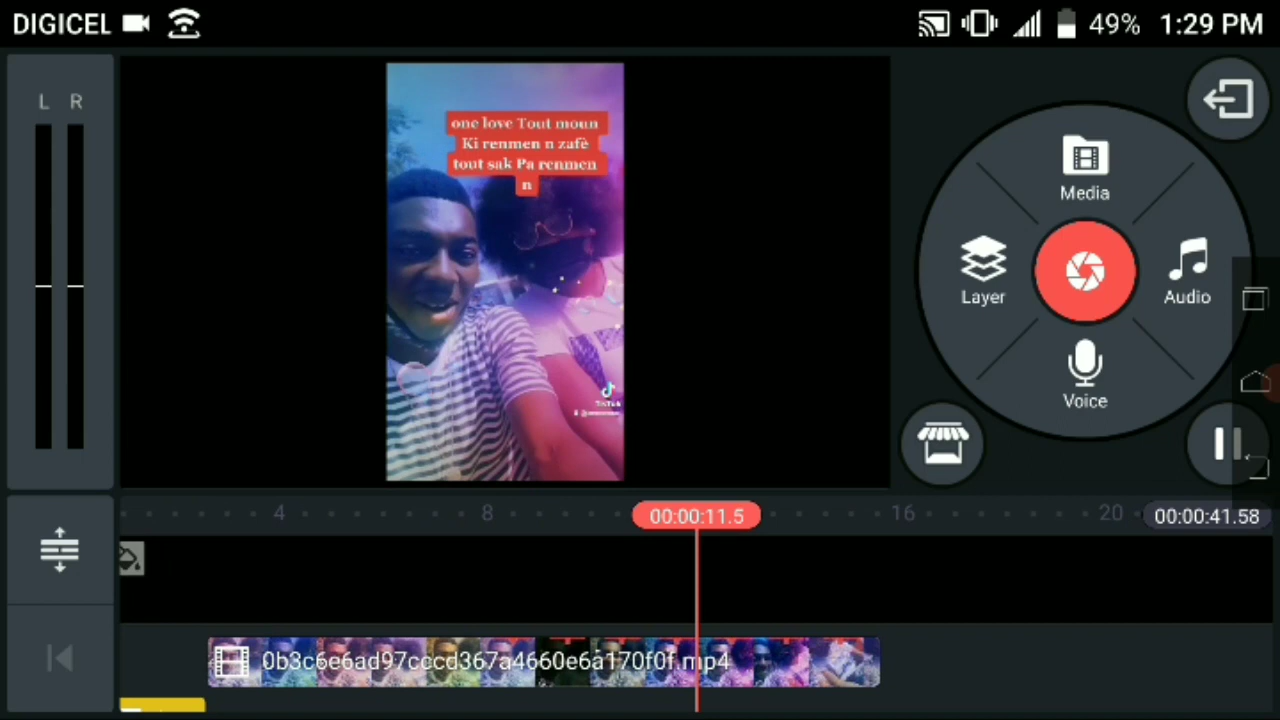 DIGICEL
49%
1:29 PM
L R
one love Tout moun
Ki renmen n zafè
tout sak Pa renmen
n
TikTok
Media
Layer
Audio
Voice
4
8
00:00:11.5
16
20
00:00:41.58
0b3c6e6ad97cccd367a4660e6a170f0f.mp4